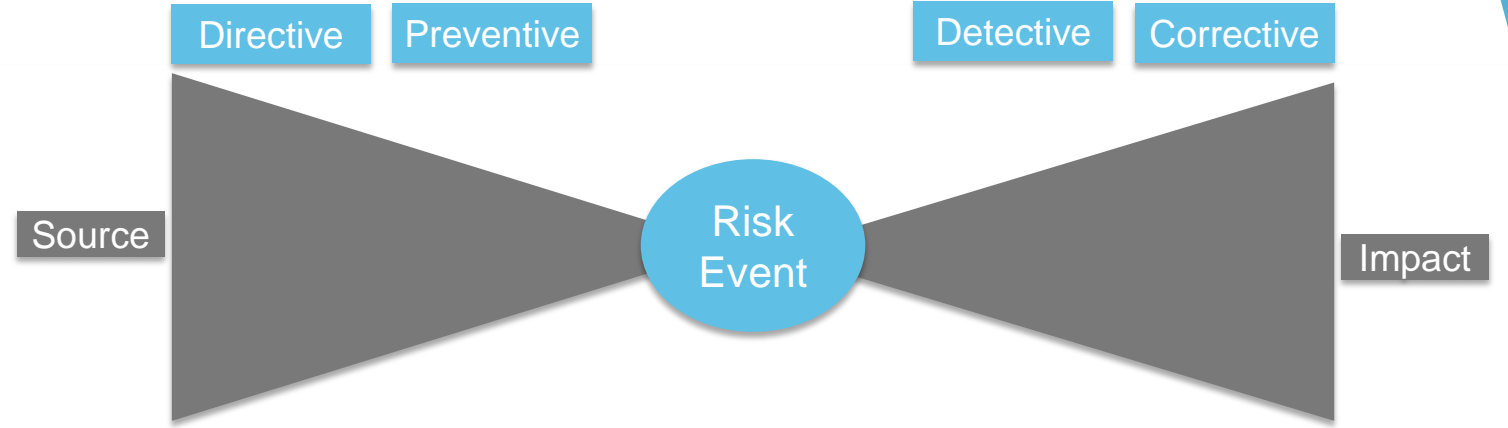 Directive
Preventive
Detective
Corrective
Source
Risk
Event
Impact